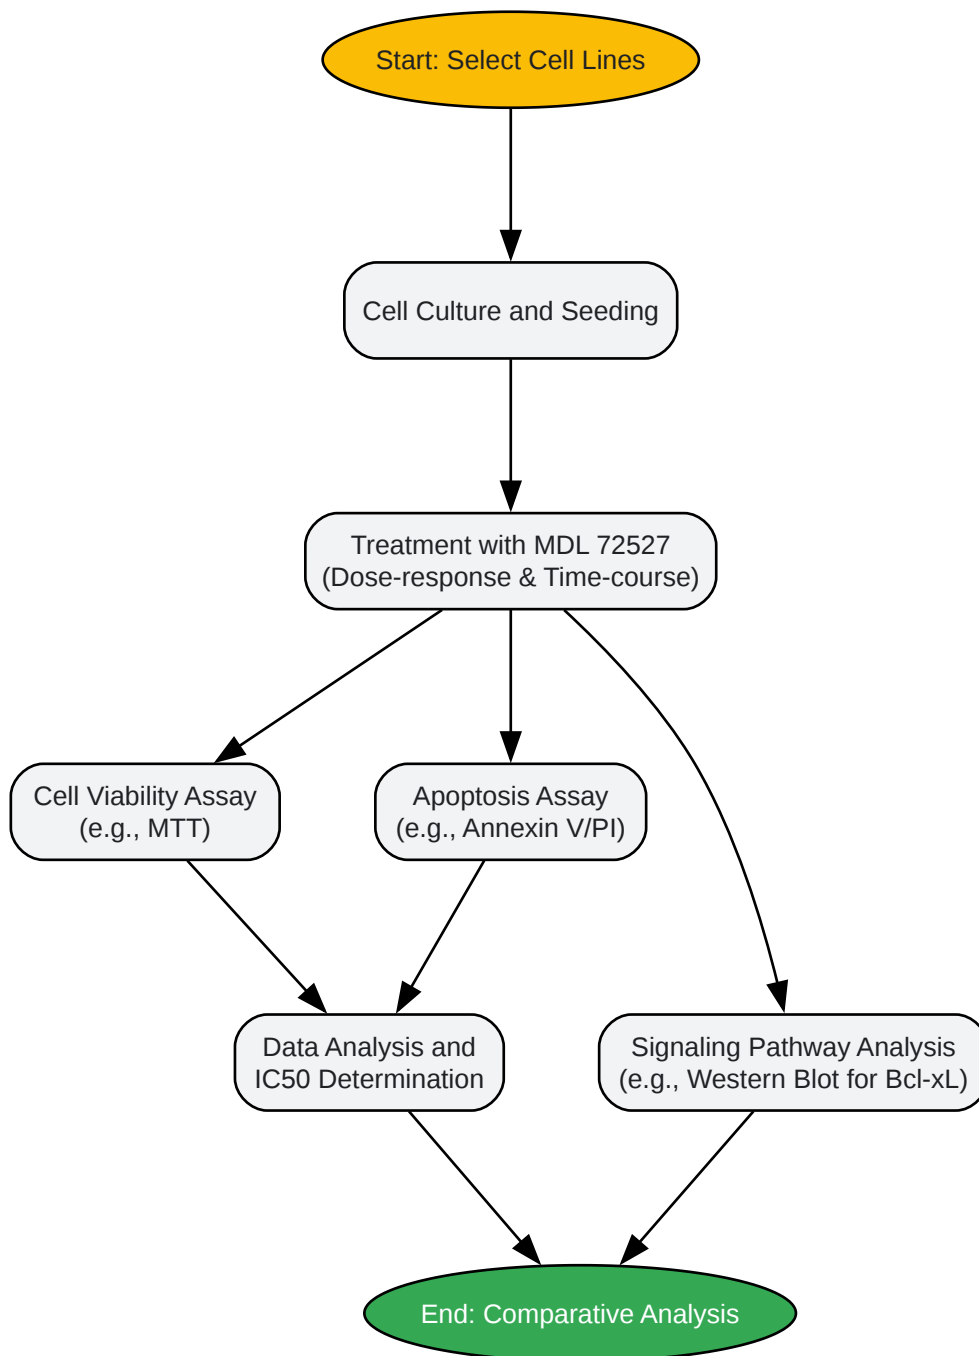 Start: Select Cell Lines
Cell Culture and Seeding
Treatment with MDL 72527
(Dose-response & Time-course)
Cell Viability Assay
(e.g., MTT)
Apoptosis Assay
(e.g., Annexin V/PI)
Data Analysis and
IC50 Determination
Signaling Pathway Analysis
(e.g., Western Blot for Bcl-xL)
End: Comparative Analysis